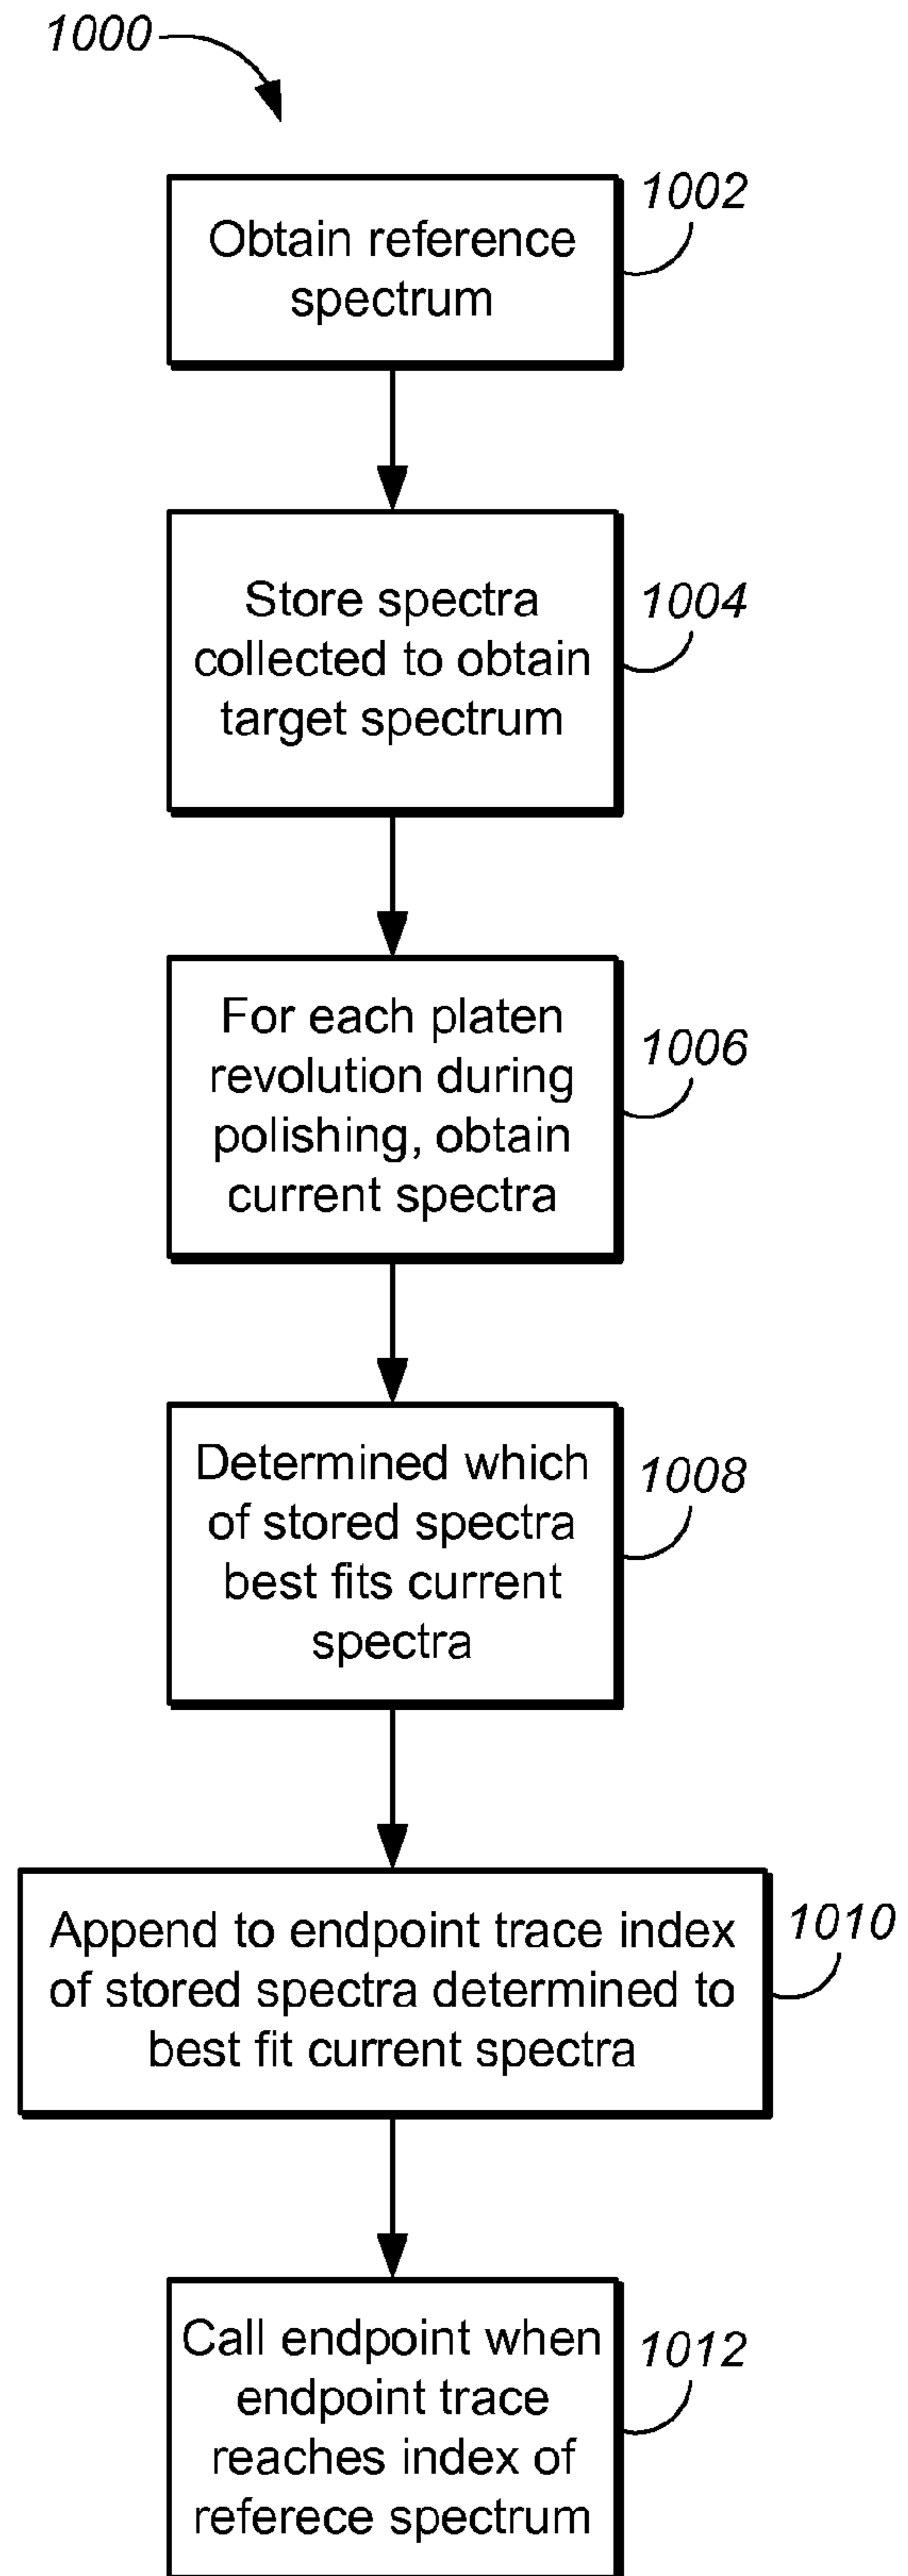 1000
Obtain reference
spectrum
1002
Store spectra
collected to obtain
target spectrum
1004
For each platen
revolution during
polishing, obtain
current spectra
1006
Determined which
of stored spectra
best fits current
spectra
1008
Append to endpoint trace index
of stored spectra determined to
best fit current spectra
1010
Call endpoint when
endpoint trace
reaches index of
referece spectrum
1012